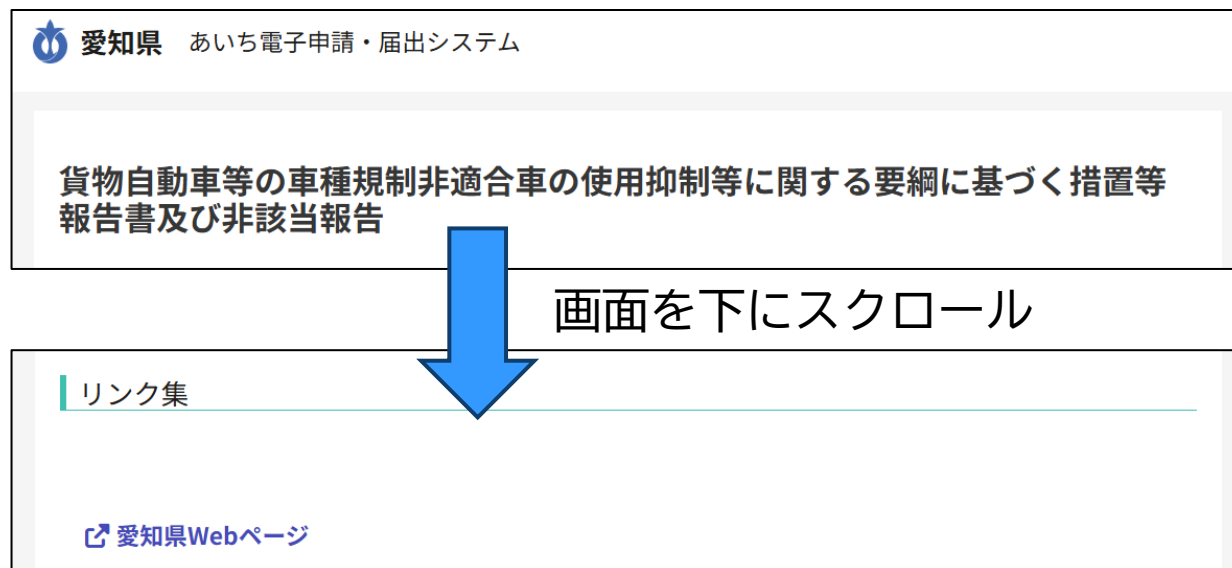 愛知県 あいち電子申請・届出システム
貨物自動車等の車種規制非適合車の使用抑制等に関する要綱に基づく措置等
報告書及び非該当報告
画面を下にスクロール
リンク集
愛知県Webページ